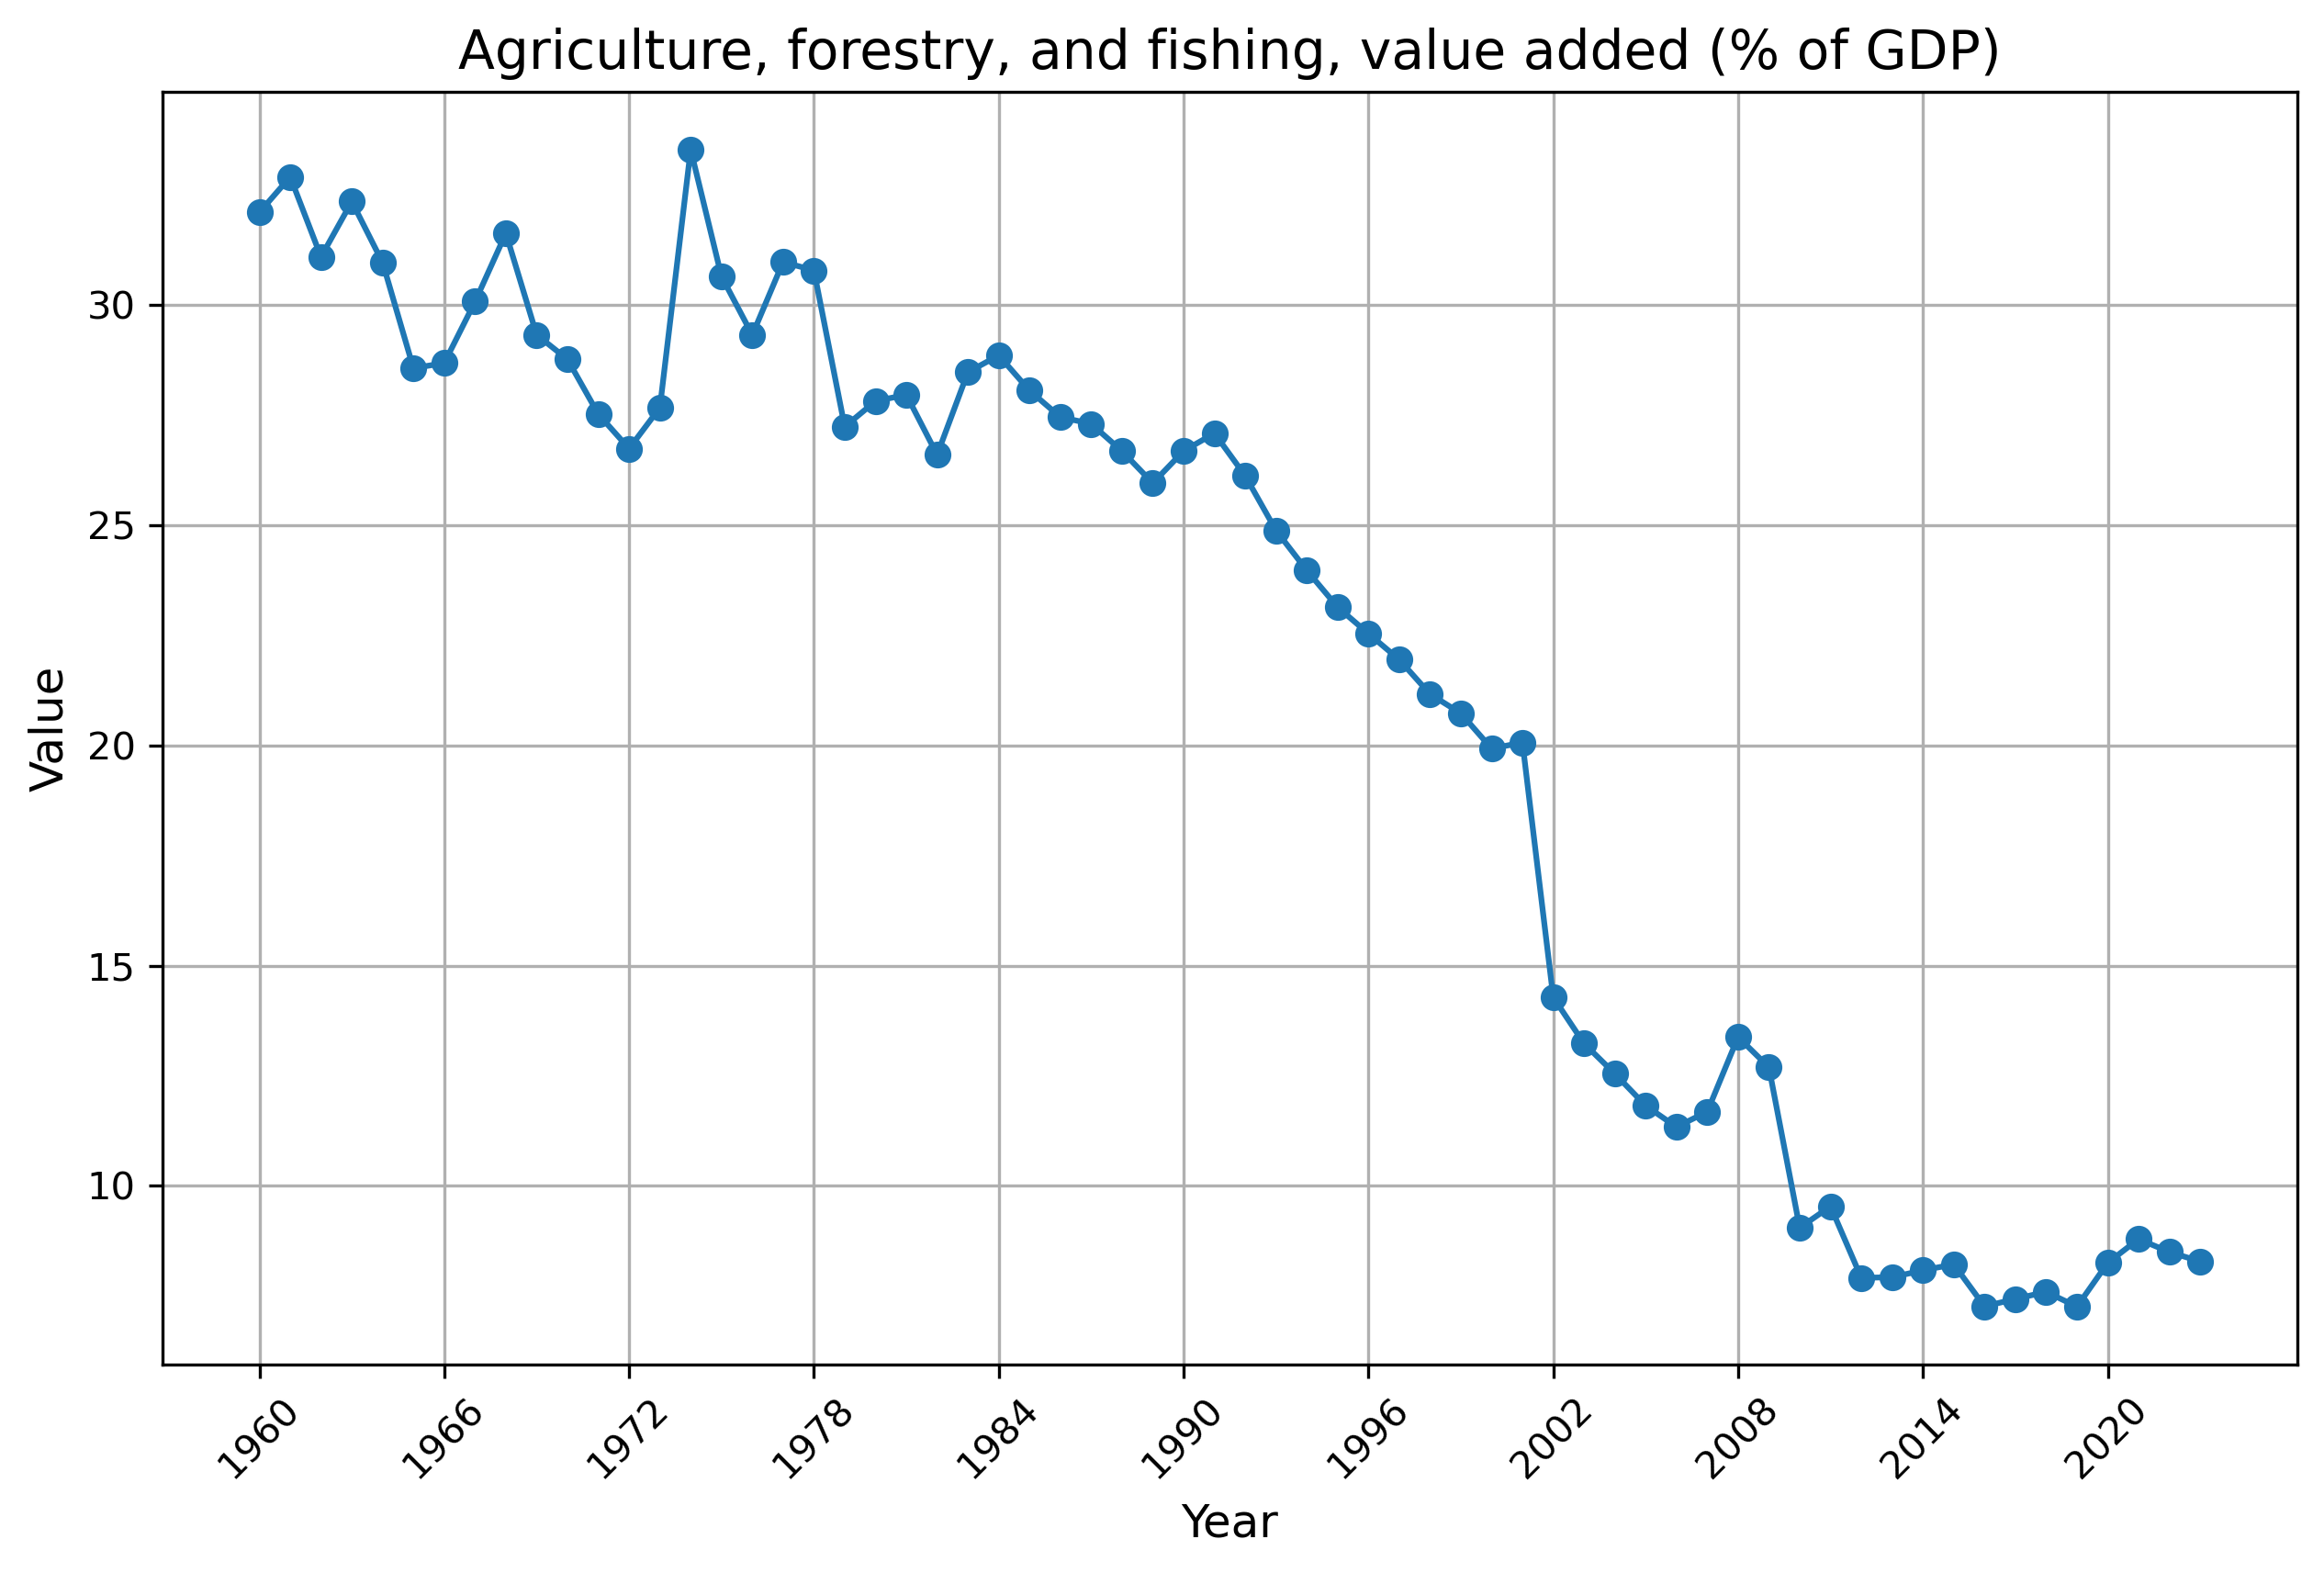 Agriculture, forestry, and fishing, value added (% of GDP)
30
25
20
15
10
Value
1960 1966 1972 1978 1984 1990 1996 2002 2008 2014 2020
Year